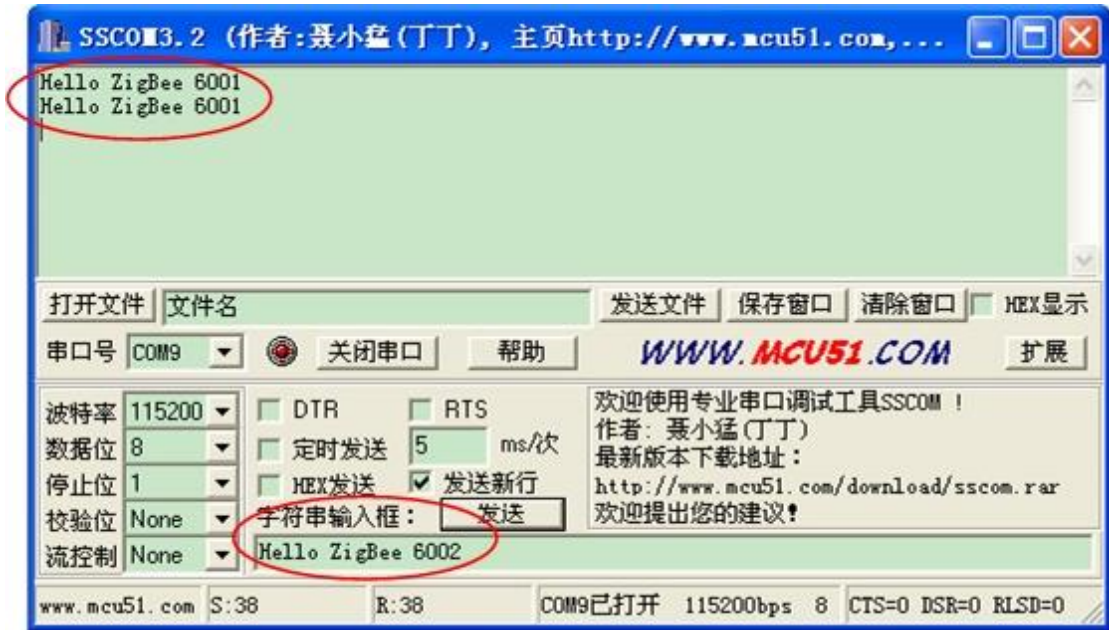 SSCOM3.2 (作者:聂小猛(丁丁), 主页http://www.mcu51.com,...
Hello ZigBee 6001
Hello ZigBee 6001
打开文件 文件名 发送文件 保存窗口 清除窗口 HEX显示
串口号 COM9 关闭串口 帮助 WWW.MCU51.COM 扩展
波特率 115200 DTR RTS
数据位 8 定时发送 5 ms/次
停止位 1 HEX发送 发送新行
校验位 None 字符串输入框: 发送
流控制 None Hello ZigBee 6002
欢迎使用专业串口调试工具SSCOM !
作者: 聂小猛(丁丁)
最新版本下载地址:
http://www.mcu51.com/download/sscom.rar
欢迎提出您的建议!
www.mcu51.com S:38 R:38 COM9已打开 115200bps 8 CTS=0 DSR=0 RLSD=0